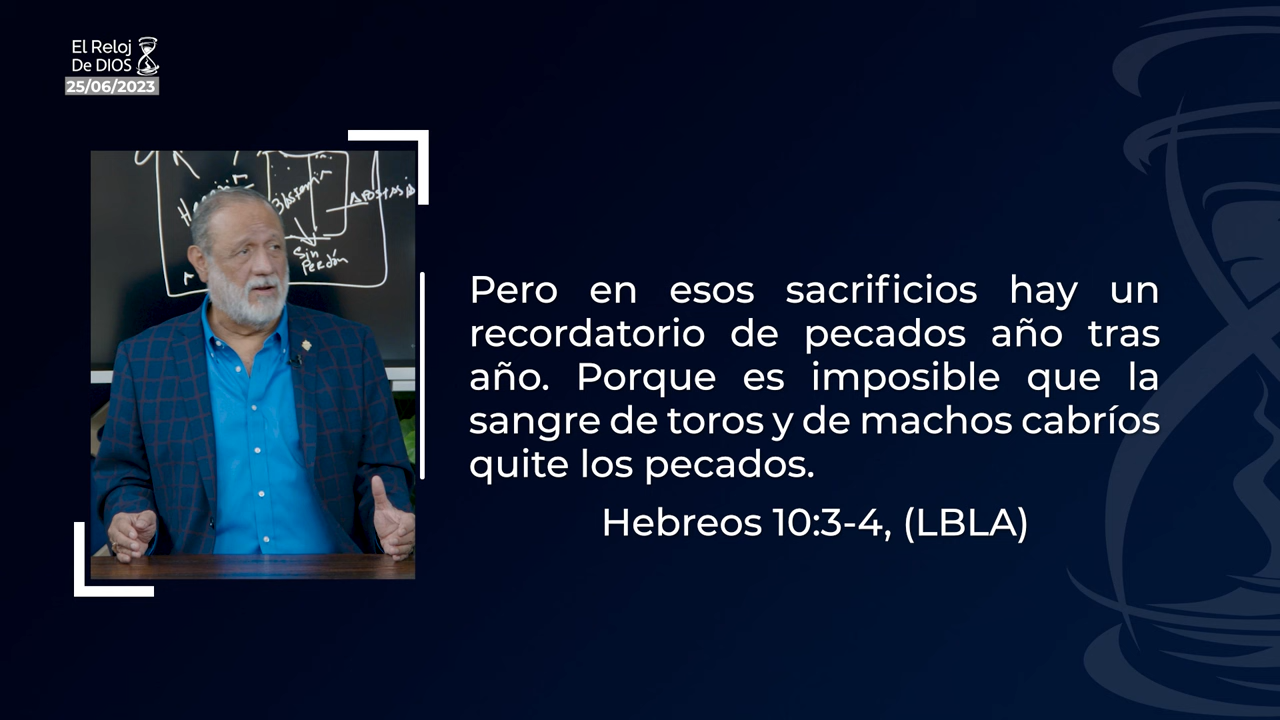 El Reloj
De DIOS
25/06/2023
Apostasia
Sin
Perdón
Pero en esos sacrificios hay un
recordatorio de pecados año tras
año. Porque es imposible que la
sangre de toros y de machos cabríos
quite los pecados.
Hebreos 10:3-4, (LBLA)